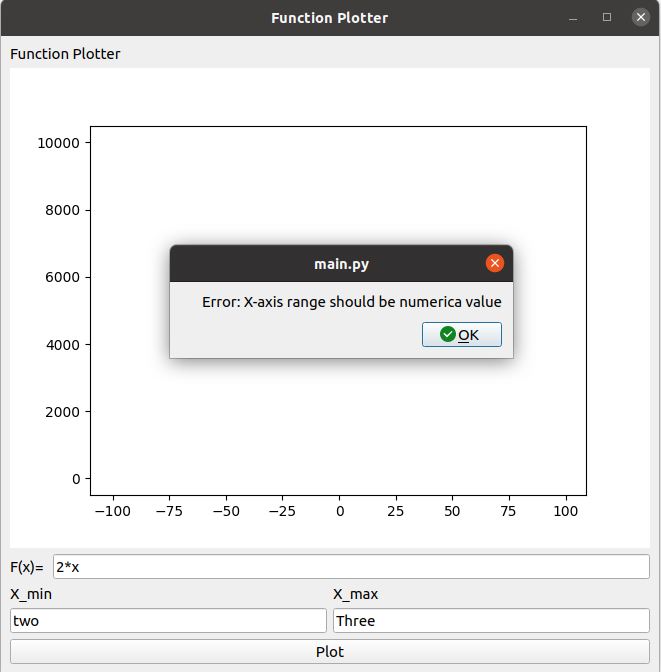 Function Plotter
Function Plotter
10000
8000
6000
4000
2000
0
−100 −75 −50 −25 0 25 50 75 100
main.py
Error: X-axis range should be numerica value
OK
F(x)= 2*x
X_min X_max
two Three
Plot